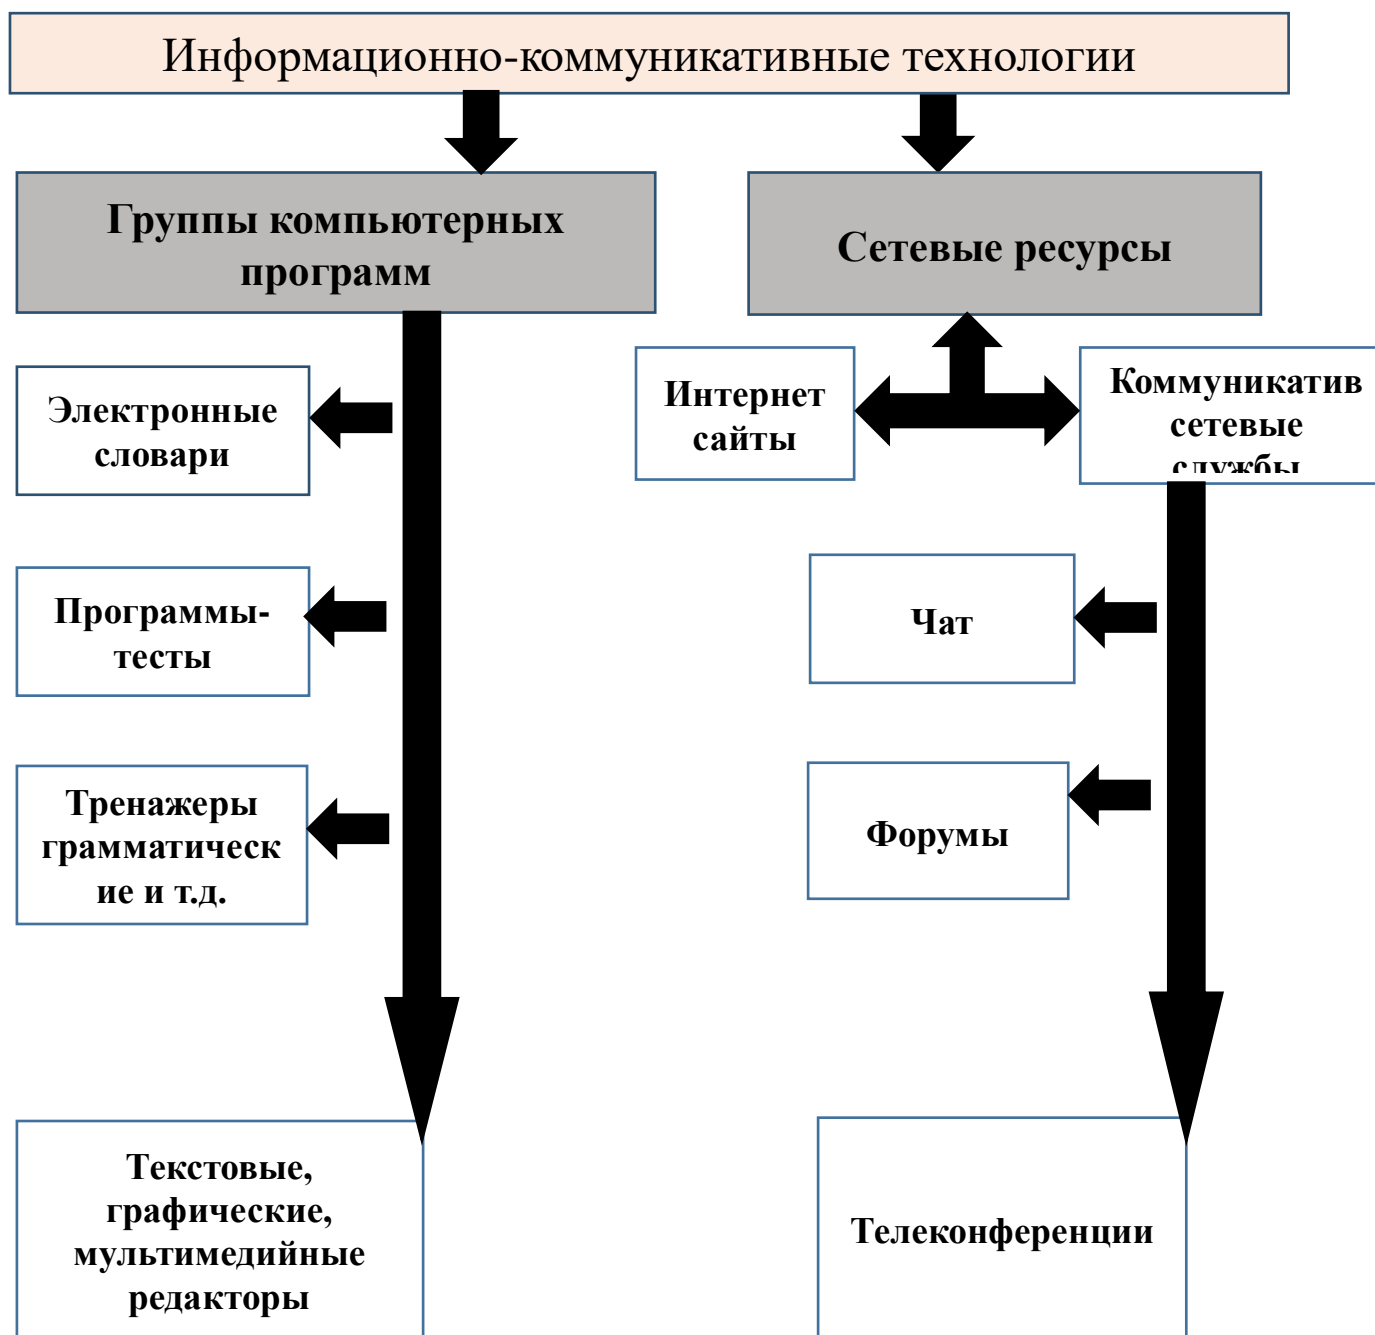 Информационно-коммуникативные технологии
Группы компьютерных
программ
Сетевые ресурсы
Электронные
словари
Интернет
сайты
Коммуникатив
сетевые
службы
Программы-
тесты
Чат
Тренажеры
грамматическ
ие и т.д.
Форумы
Текстовые,
графические,
мультимедийные
редакторы
Телеконференции